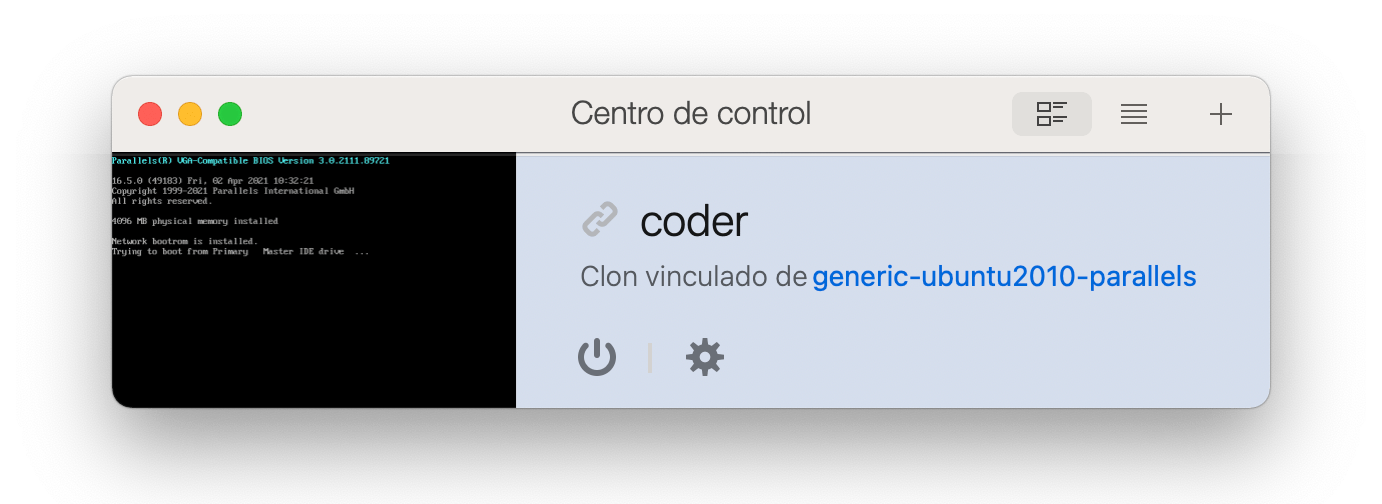 Centro de control
Parallels(R) VGA-Compatible BIOS Version 3.0.2111.89721
16.5.0 (49183) Fri, 02 Apr 2021 10:32:21
Copyright 1999-2021 Parallels International GmbH
All rights reserved.
4096 MB physical memory installed
Network bootrom is installed.
Trying to boot from Primary Master IDE drive ...
coder
Clon vinculado de generic-ubuntu2010-parallels